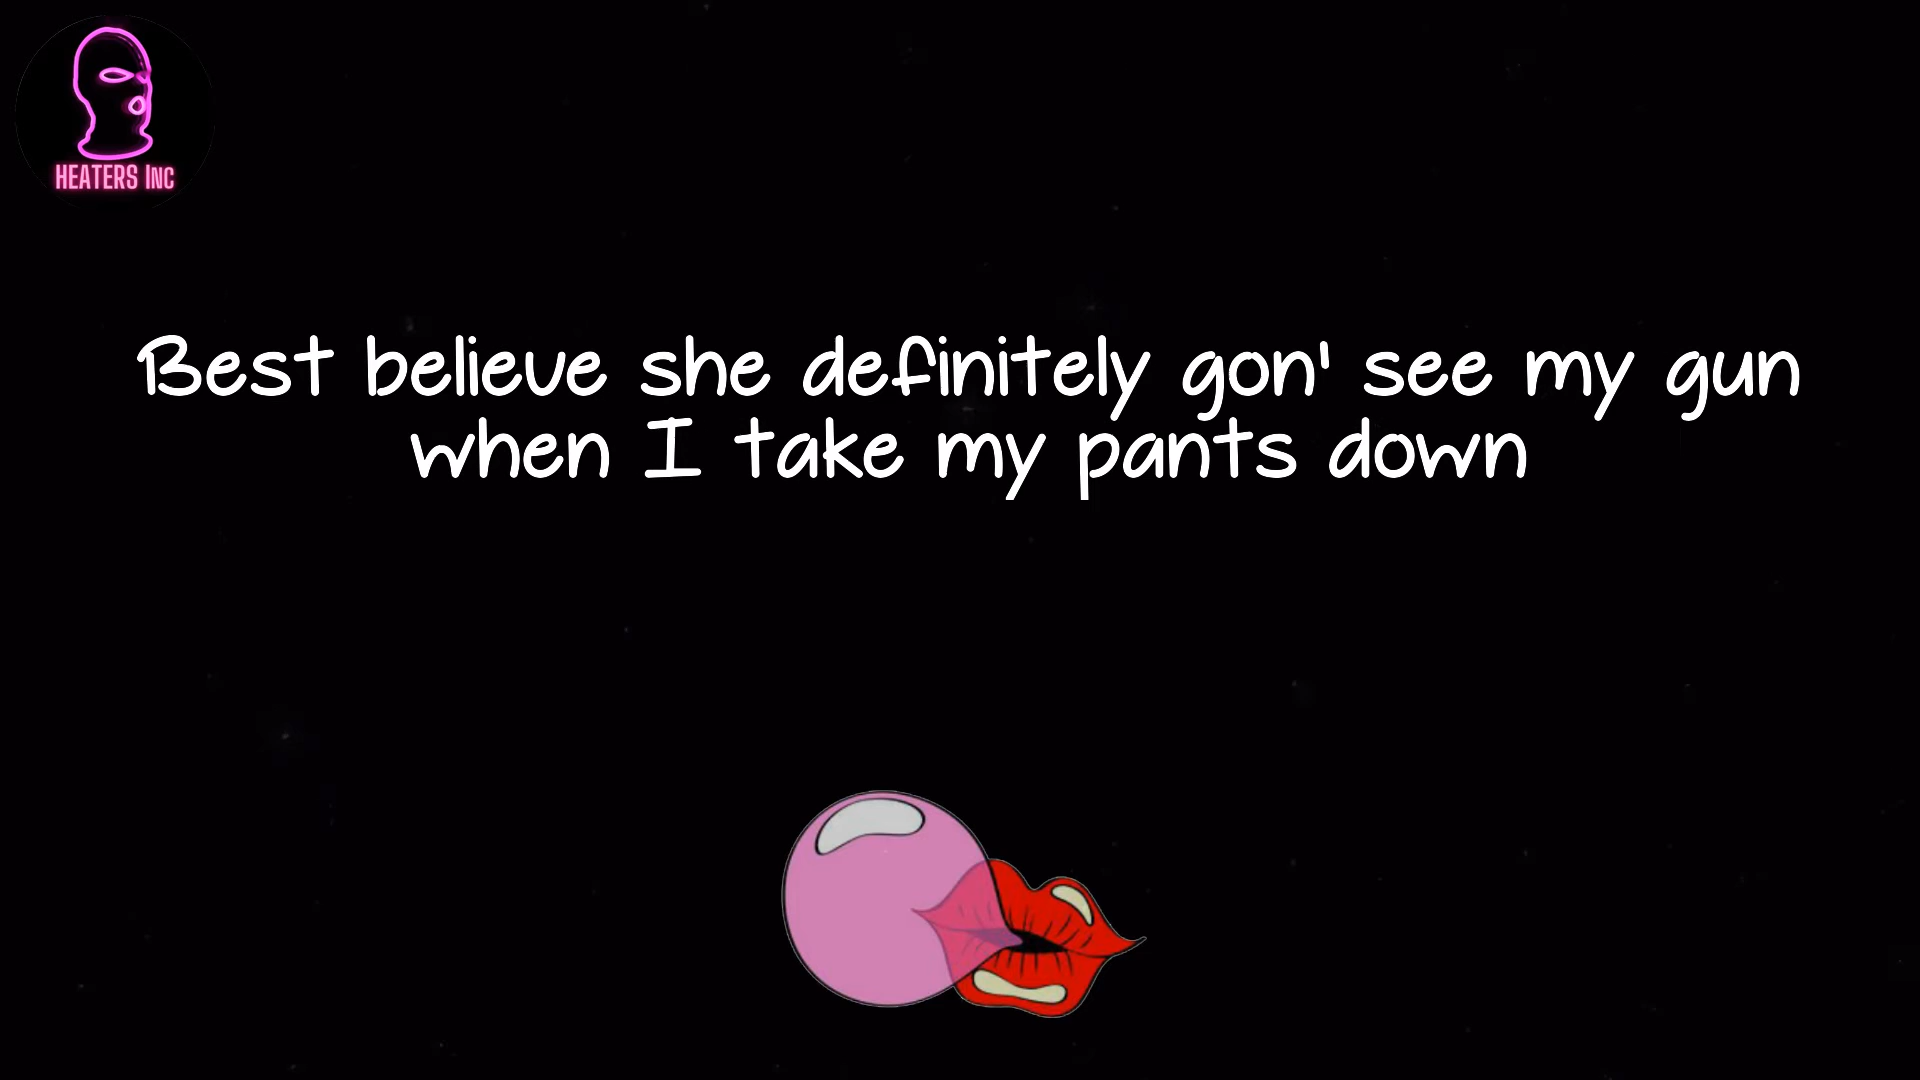 HEATERS INC
Best believe she definitely gon' see my gun
when I take my pants down